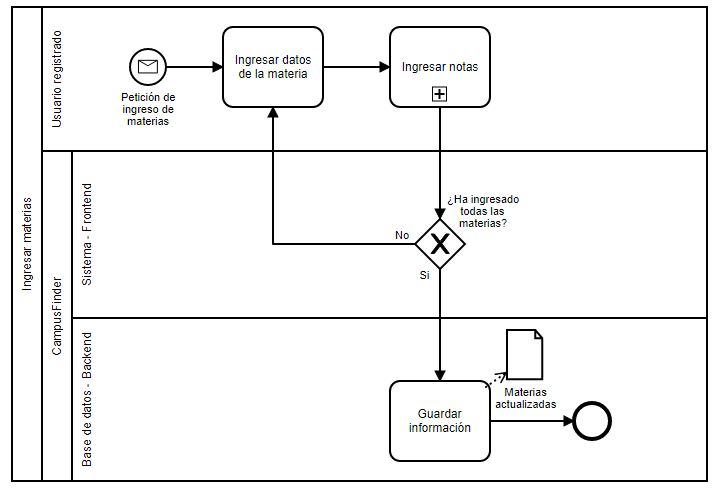 Ingresar materias
Usuario registrado
Petición de
ingreso de
materias
Ingresar datos
de la materia
Ingresar notas
CampusFinder
Sistema - Frontend
¿Ha ingresado
todas las
materias?
No
Si
Base de datos - Backend
Guardar
información
Materias
actualizadas